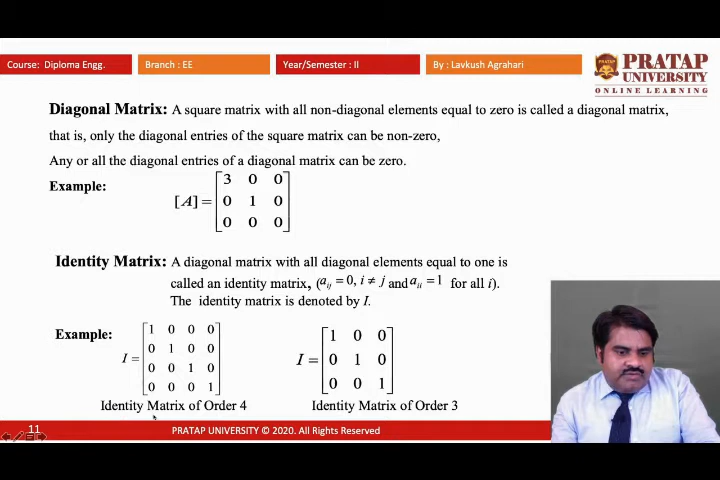 Course: Diploma Engg.
Branch : EE
Year/Semester : II
By : Lavkush Agrahari
PRATAP
UNIVERSITY
ONLINE LEARNING
Diagonal Matrix: A square matrix with all non-diagonal elements equal to zero is called a diagonal matrix,
that is, only the diagonal entries of the square matrix can be non-zero,
Any or all the diagonal entries of a diagonal matrix can be zero.
Example:
[A] =
3 0 0
0 1 0
0 0 0
Identity Matrix: A diagonal matrix with all diagonal elements equal to one is
called an identity matrix, (a_ij = 0, i ≠ j and a_ii = 1 for all i).
The identity matrix is denoted by I.
Example
I =
1 0 0 0
0 1 0 0
0 0 1 0
0 0 0 1
I =
1 0 0
0 1 0
0 0 1
Identity Matrix of Order 4
Identity Matrix of Order 3
11
PRATAP UNIVERSITY © 2020. All Rights Reserved